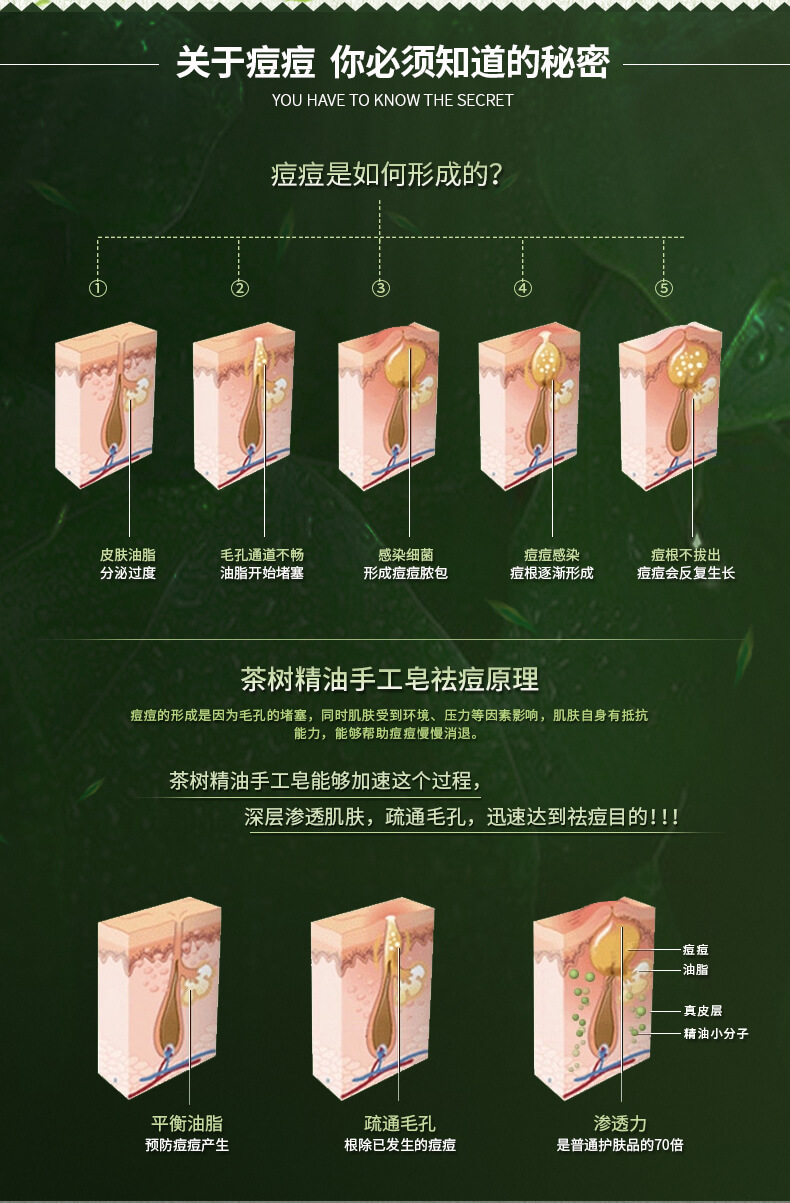 关于痘痘 你必须知道的秘密
YOU HAVE TO KNOW THE SECRET
痘痘是如何形成的?
① ② ③ ④ ⑤
皮肤油脂
分泌过度
毛孔通道不畅
油脂开始堵塞
感染细菌
形成痘痘脓包
痘痘感染
痘根逐渐形成
痘根不拔出
痘痘会反复生长
茶树精油手工皂祛痘原理
痘痘的形成是因为毛孔的堵塞，同时肌肤受到环境、压力等因素影响，肌肤自身有抵抗
能力，能够帮助痘痘慢慢消退。
茶树精油手工皂能够加速这个过程，
深层渗透肌肤，疏通毛孔，迅速达到祛痘目的！！！
痘痘
油脂
真皮层
精油小分子
平衡油脂
预防痘痘产生
疏通毛孔
根除已发生的痘痘
渗透力
是普通护肤品的70倍